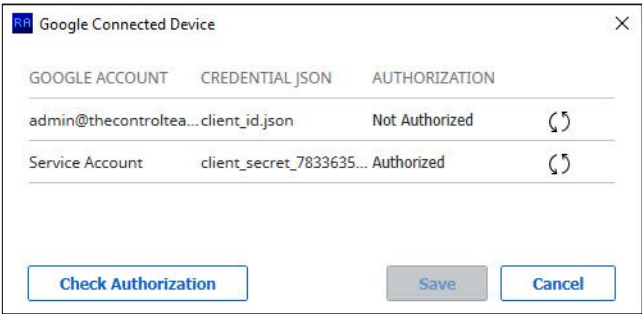 RA Google Connected Device
GOOGLE ACCOUNT CREDENTIAL JSON AUTHORIZATION
admin@thecontroltea... client_id.json Not Authorized
Service Account client_secret_7833635... Authorized
Check Authorization Save Cancel